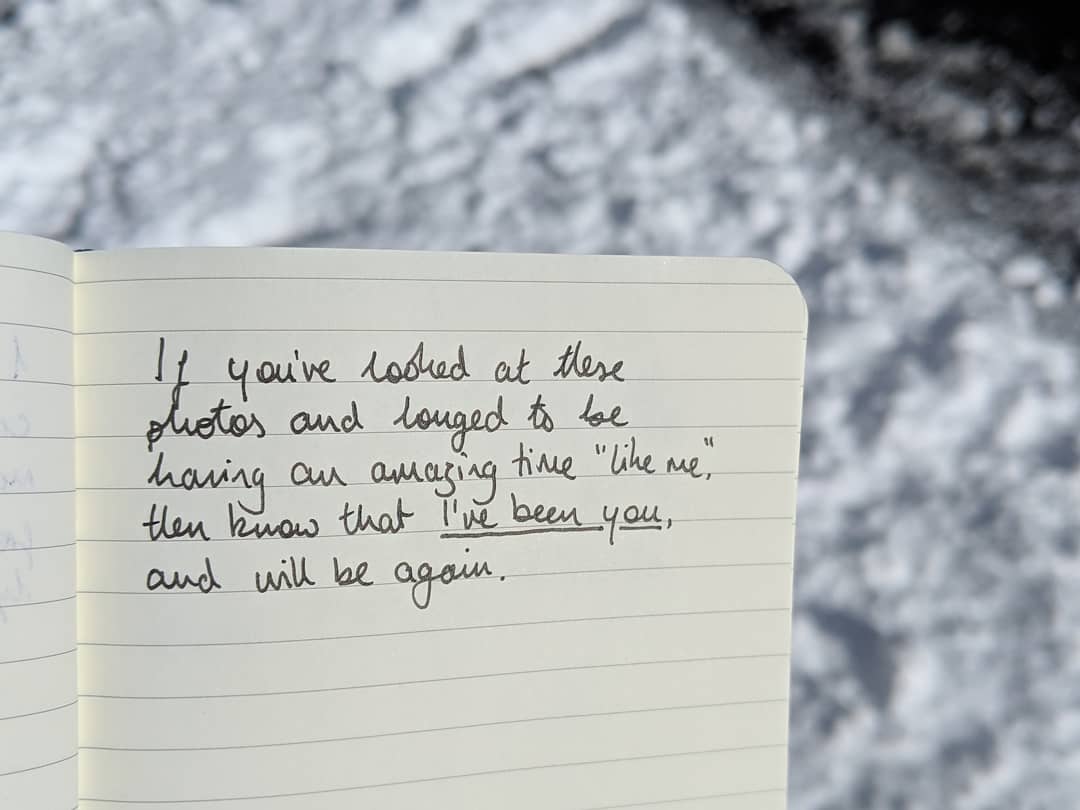 If you've looked at these
photos and longed to be
having an amazing time "like me,"
then know that I've been you,
and will be again.